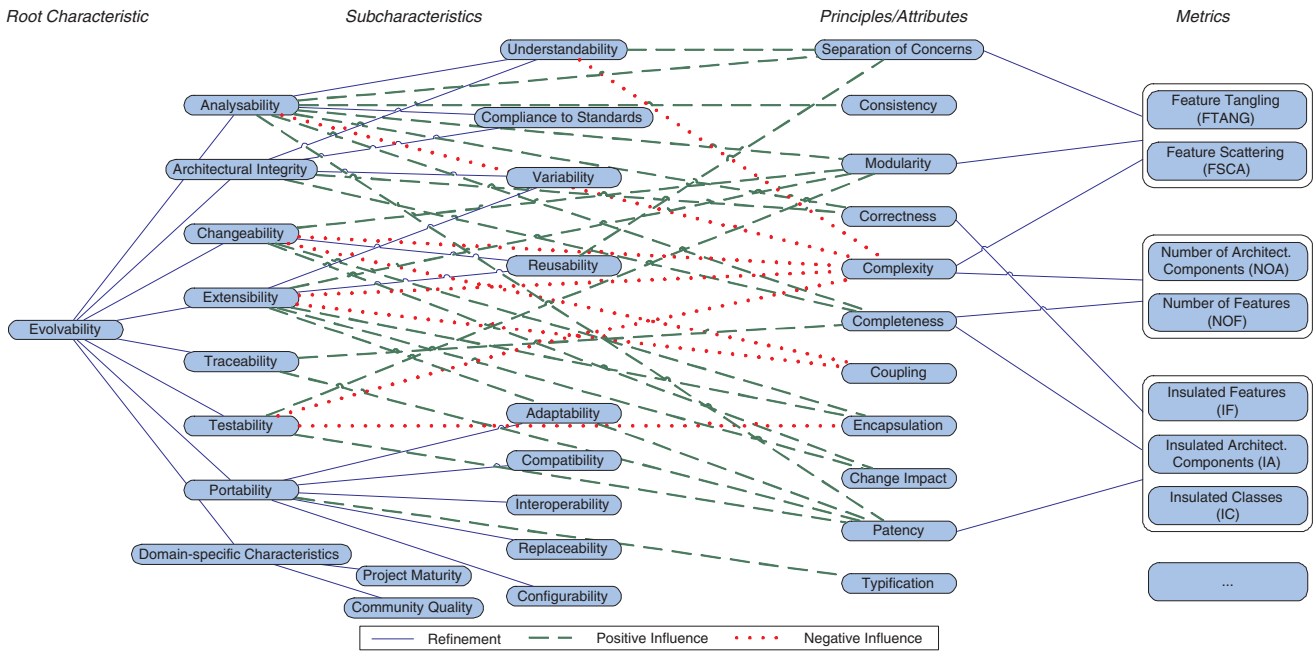 Root Characteristic
Subcharacteristics
Principles/Attributes
Metrics
Evolvability
Analysability
Architectural Integrity
Changeability
Extensibility
Traceability
Testability
Portability
Domain-specific Characteristics
Project Maturity
Community Quality
Understandability
Compliance to Standards
Variability
Reusability
Adaptability
Compatibility
Interoperability
Replaceability
Configurability
Separation of Concerns
Consistency
Modularity
Correctness
Complexity
Completeness
Coupling
Encapsulation
Change Impact
Patency
Typification
Feature Tangling
(FTANG)
Feature Scattering
(FSCA)
Number of Architect.
Components (NOA)
Number of Features
(NOF)
Insulated Features
(IF)
Insulated Architect.
Components (IA)
Insulated Classes
(IC)
...
Refinement
Positive Influence
Negative Influence